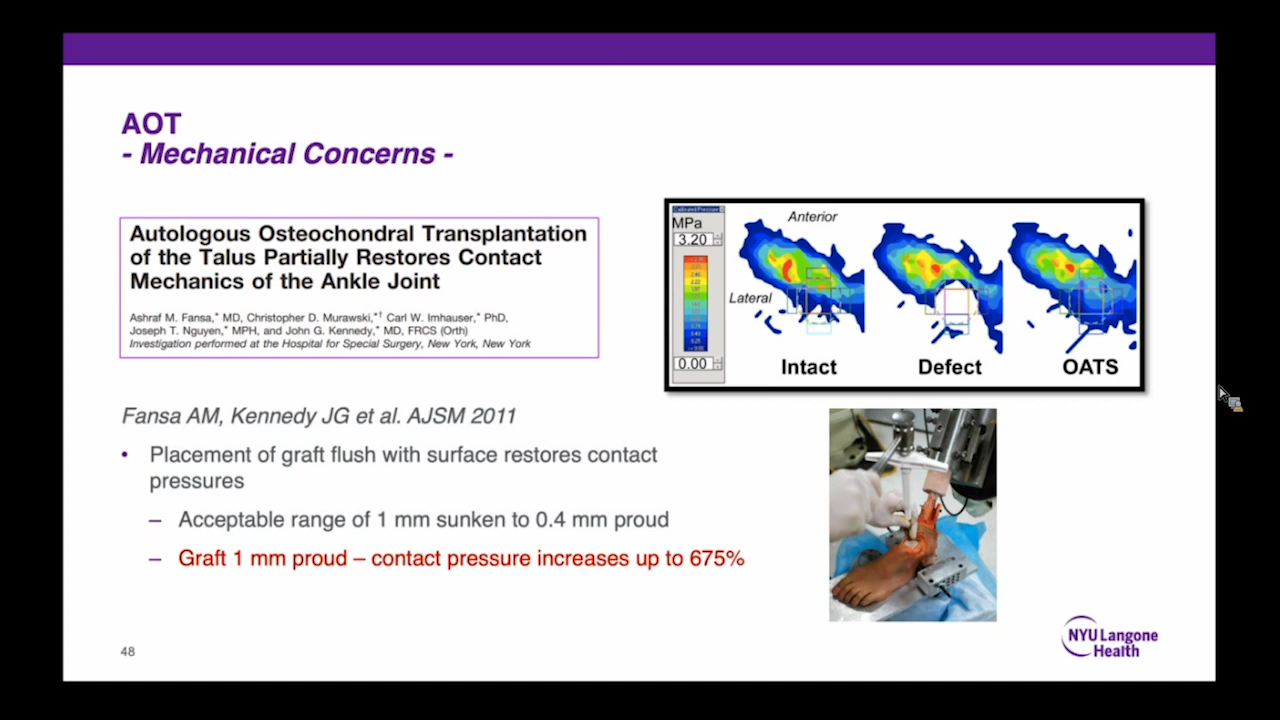 AOT
- Mechanical Concerns -
Autologous Osteochondral Transplantation
of the Talus Partially Restores Contact
Mechanics of the Ankle Joint
Ashraf M. Fansa,* MD, Christopher D. Murawski,*† Carl W. Imhauser,* PhD,
Joseph T. Nguyen,* MPH, and John G. Kennedy,* MD, FRCS (Orth)
Investigation performed at the Hospital for Special Surgery, New York, New York
MPa
3.20
0.00
Anterior
Lateral
Intact
Defect
OATS
Fansa AM, Kennedy JG et al. AJSM 2011
• Placement of graft flush with surface restores contact
pressures
– Acceptable range of 1 mm sunken to 0.4 mm proud
– Graft 1 mm proud – contact pressure increases up to 675%
48
NYU Langone
Health